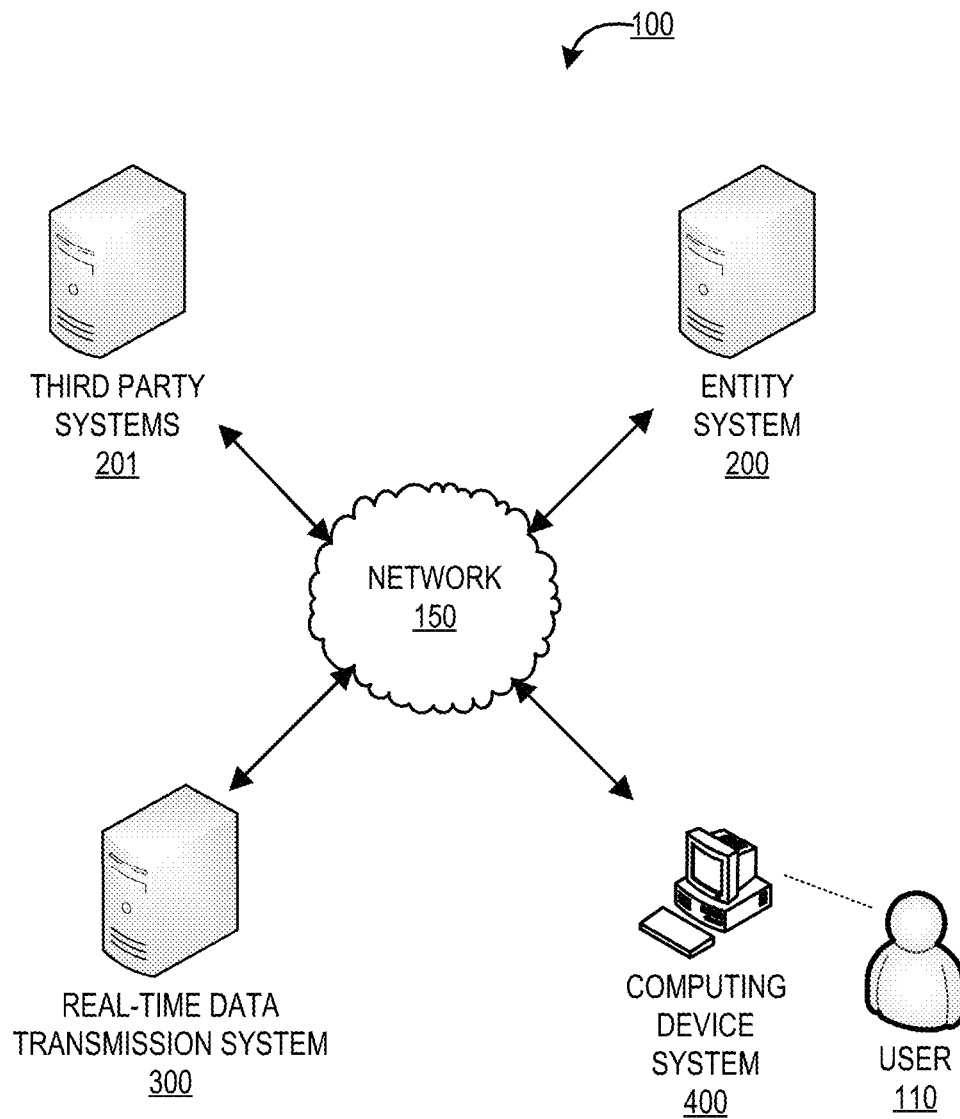 100
THIRD PARTY
SYSTEMS
201
ENTITY
SYSTEM
200
NETWORK
150
REAL-TIME DATA
TRANSMISSION SYSTEM
300
COMPUTING
DEVICE
SYSTEM
400
USER
110